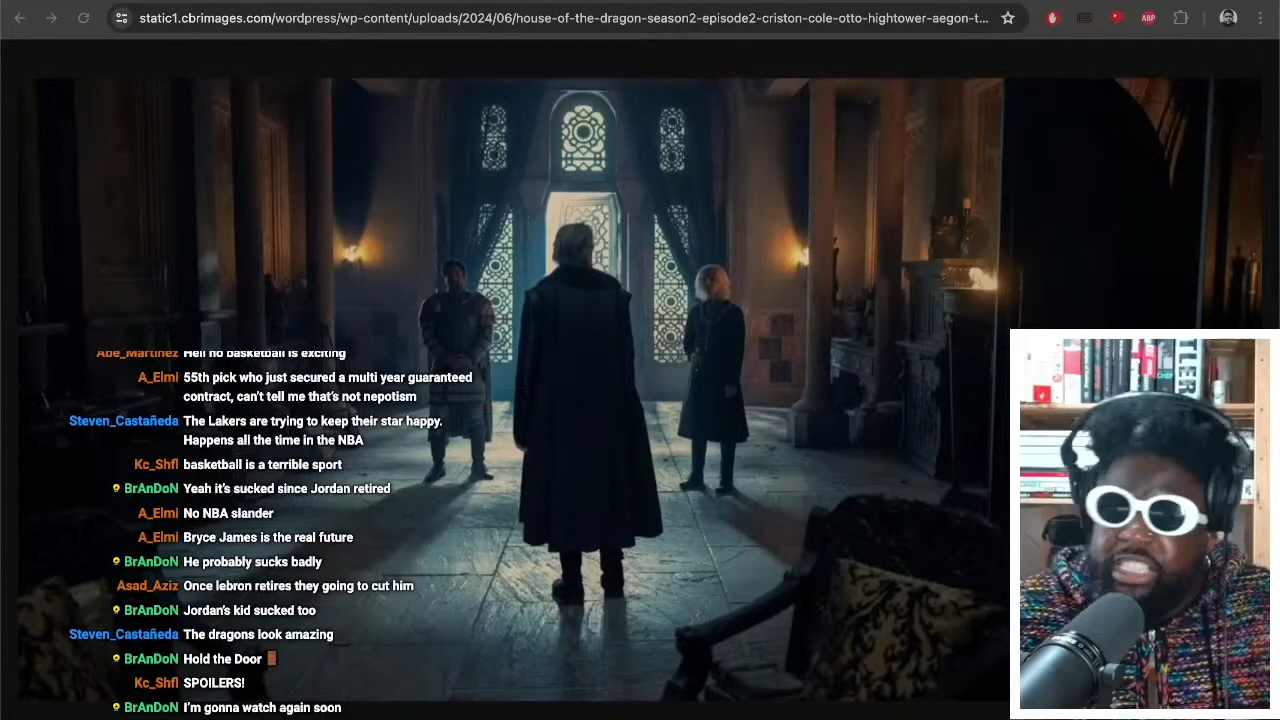 static1.cbrimages.com/wordpress/wp-content/uploads/2024/06/house-of-the-dragon-season2-episode2-criston-cole-otto-hightower-aegon-t...
ABP
Abe_Martinez Hell no basketball is exciting
A_Elmi 55th pick who just secured a multi year guaranteed
contract, can't tell me that's not nepotism
Steven_Castañeda The Lakers are trying to keep their star happy.
Happens all the time in the NBA
Kc_Shfl basketball is a terrible sport
BrAnDoN Nah it's
A_Elmi No NBA slander
A_Elmi Bryce James is the real future
BrAnDoN He probably sucks badly
Asad_Aziz Once lebron retires they going to cut him
BrAnDoN Jordan's kid sucked too
Steven_Castañeda The dragons look amazing
BrAnDoN Hold the Door 🚪
Kc_Shfl SPOILERS!
BrAnDoN I'm gonna watch again soon